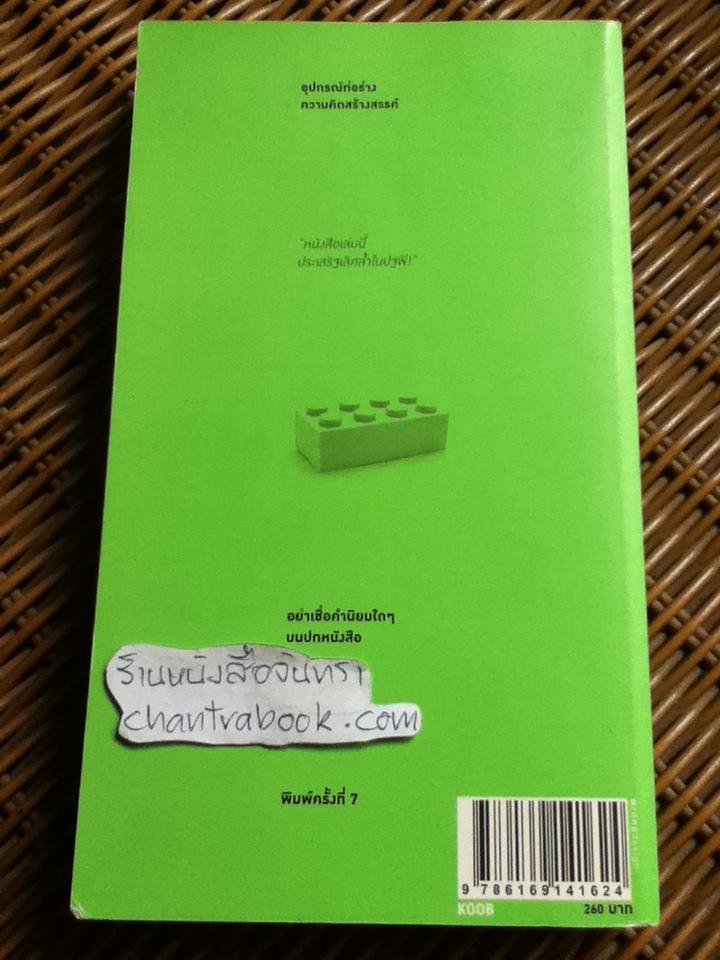 อุปกรณ์ก่อร่าง
ความคิดสร้างสรรค์
"หนังสือเล่มนี้
ประเสริฐเลิศล้ำในปฐพี!"
อย่าเชื่อคำนิยมใดๆ
บนปกหนังสือ
ร้านหนังสือจันทรา
chantrabook.com
พิมพ์ครั้งที่ 7
9 786169 141624
KOOB
260 บาท